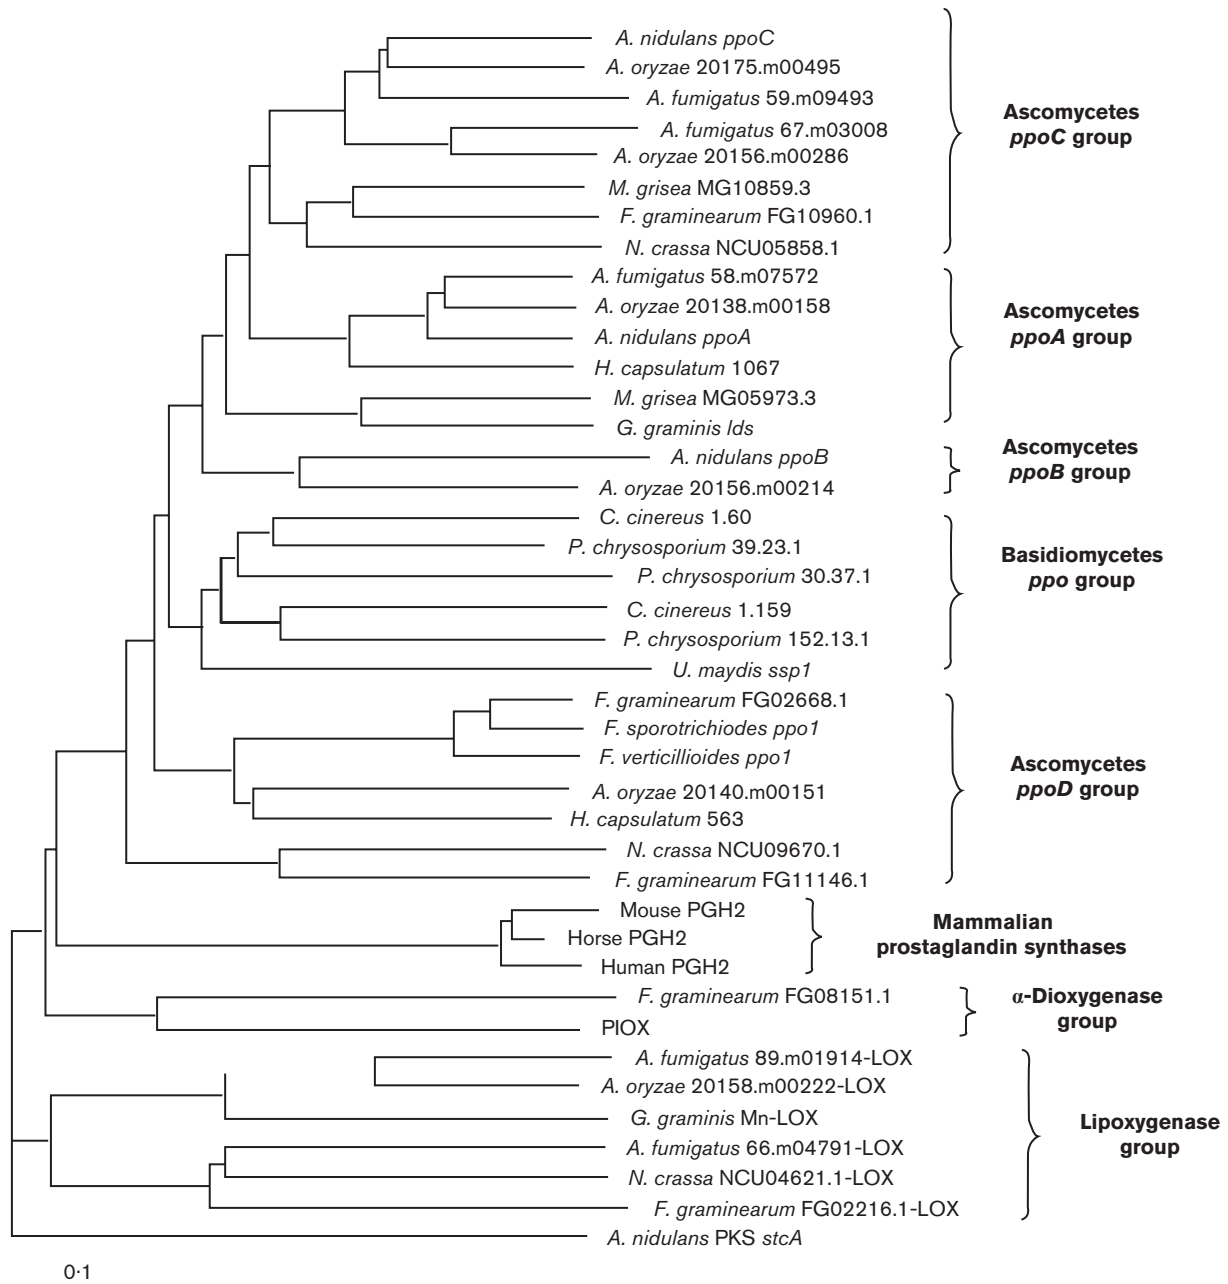 A. nidulans ppoC
A. oryzae 20175.m00495
A. fumigatus 59.m09493
A. fumigatus 67.m03008
A. oryzae 20156.m00286
M. grisea MG10859.3
F. graminearum FG10960.1
N. crassa NCU05858.1
Ascomycetes
ppoC group
A. fumigatus 58.m07572
A. oryzae 20138.m00158
A. nidulans ppoA
H. capsulatum 1067
M. grisea MG05973.3
G. graminis lds
Ascomycetes
ppoA group
A. nidulans ppoB
A. oryzae 20156.m00214
Ascomycetes
ppoB group
C. cinereus 1.60
P. chrysosporium 39.23.1
P. chrysosporium 30.37.1
C. cinereus 1.159
P. chrysosporium 152.13.1
U. maydis ssp1
Basidiomycetes
ppo group
F. graminearum FG02668.1
F. sporotrichiodes ppo1
F. verticillioides ppo1
A. oryzae 20140.m00151
H. capsulatum 563
N. crassa NCU09670.1
F. graminearum FG11146.1
Ascomycetes
ppoD group
Mouse PGH2
Horse PGH2
Human PGH2
Mammalian
prostaglandin synthases
F. graminearum FG08151.1
PIOX
α-Dioxygenase
group
A. fumigatus 89.m01914-LOX
A. oryzae 20158.m00222-LOX
G. graminis Mn-LOX
A. fumigatus 66.m04791-LOX
N. crassa NCU04621.1-LOX
F. graminearum FG02216.1-LOX
Lipoxygenase
group
A. nidulans PKS stcA
0·1